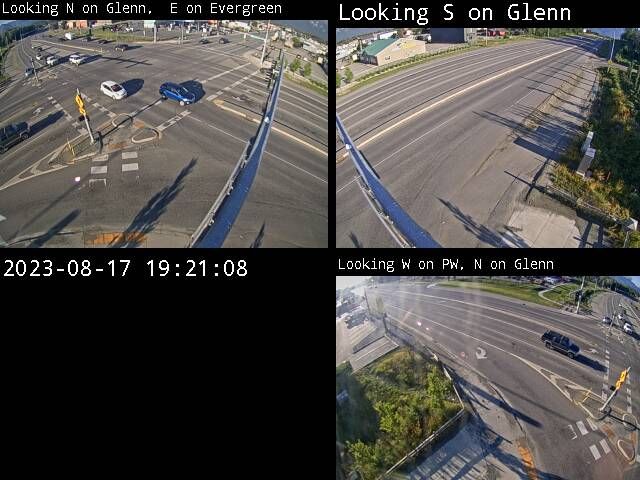 Looking N on Glenn, E on Evergreen
Looking S on Glenn
2023-08-17 19:21:08
Looking W on PW, N on Glenn